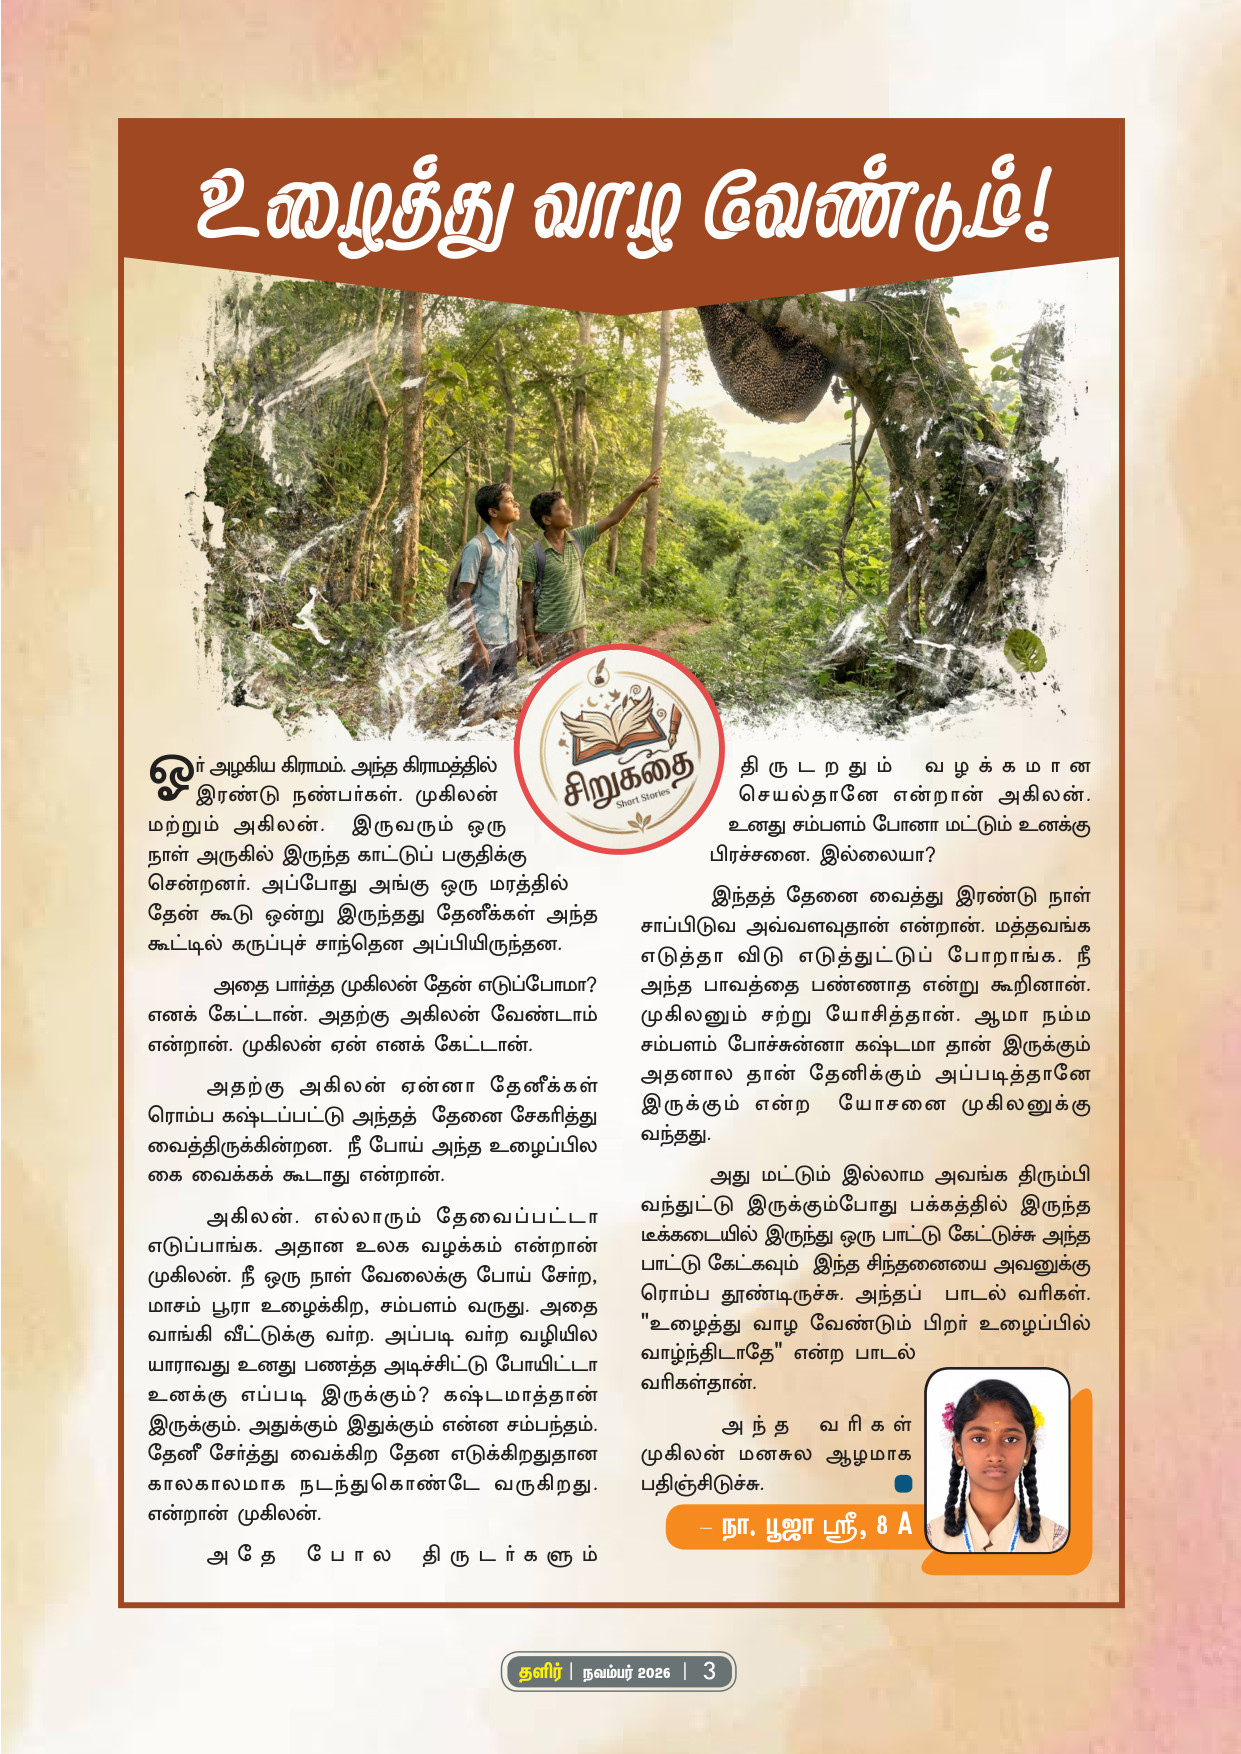 உழைத்து வாழ வேண்டும்!
சிறுகதை
Short Stories
ஓர் அழகிய கிராமம். அந்த கிராமத்தில்
இரண்டு நண்பர்கள். முகிலன்
மற்றும் அகிலன். இருவரும் ஒரு
நாள் அருகில் இருந்த காட்டுப் பகுதிக்கு
சென்றனர். அப்போது அங்கு ஒரு மரத்தில்
தேன் கூடு ஒன்று இருந்தது தேனீக்கள் அந்த
கூட்டில் கருப்புச் சாந்தென அப்பியிருந்தன.
அதை பார்த்த முகிலன் தேன் எடுப்போமா?
எனக் கேட்டான். அதற்கு அகிலன் வேண்டாம்
என்றான். முகிலன் ஏன் எனக் கேட்டான்.
அதற்கு அகிலன் ஏன்னா தேனீக்கள்
ரொம்ப கஷ்டப்பட்டு அந்தத் தேனை சேகரித்து
வைத்திருக்கின்றன. நீ போய் அந்த உழைப்பில
கை வைக்கக் கூடாது என்றான்.
அகிலன். எல்லாரும் தேவைப்பட்டா
எடுப்பாங்க. அதான உலக வழக்கம் என்றான்
முகிலன். நீ ஒரு நாள் வேலைக்கு போய் சேர்ற,
மாசம் பூரா உழைக்கிற, சம்பளம் வருது. அதை
வாங்கி வீட்டுக்கு வர்ற. அப்படி வர்ற வழியில
யாராவது உனது பணத்த அடிச்சிட்டு போயிட்டா
உனக்கு எப்படி இருக்கும்? கஷ்டமாத்தான்
இருக்கும். அதுக்கும் இதுக்கும் என்ன சம்பந்தம்.
தேனீ சேர்த்து வைக்கிற தேன எடுக்கிறதுதான
காலகாலமாக நடந்துகொண்டே வருகிறது.
என்றான் முகிலன்.
அதே போல திருடர்களும்
திருடறதும் வழக்கமான
செயல்தானே என்றான் அகிலன்.
உனது சம்பளம் போனா மட்டும் உனக்கு
பிரச்சனை. இல்லையா?
இந்தத் தேனை வைத்து இரண்டு நாள்
சாப்பிடுவ அவ்வளவுதான் என்றான். மத்தவங்க
எடுத்தா விடு எடுத்துட்டுப் போறாங்க. நீ
அந்த பாவத்தை பண்ணாத என்று கூறினான்.
முகிலனும் சற்று யோசித்தான். ஆமா நம்ம
சம்பளம் போச்சுன்னா கஷ்டமா தான் இருக்கும்
அதனால தான் தேனிக்கும் அப்படித்தானே
இருக்கும் என்ற யோசனை முகிலனுக்கு
வந்தது.
அது மட்டும் இல்லாம அவங்க திரும்பி
வந்துட்டு இருக்கும்போது பக்கத்தில் இருந்த
டீக்கடையில் இருந்து ஒரு பாட்டு கேட்டுச்சு அந்த
பாட்டு கேட்கவும் இந்த சிந்தனையை அவனுக்கு
ரொம்ப தூண்டிருச்சு. அந்தப் பாடல் வரிகள்.
"உழைத்து வாழ வேண்டும் பிறர் உழைப்பில்
வாழ்ந்திடாதே" என்ற பாடல்
வரிகள்தான்.
அந்த வரிகள்
முகிலன் மனசுல ஆழமாக
பதிஞ்சிடுச்சு.
– நா. பூஜா ஸ்ரீ, 8 A
தளிர் | நவம்பர் 2026 | 3